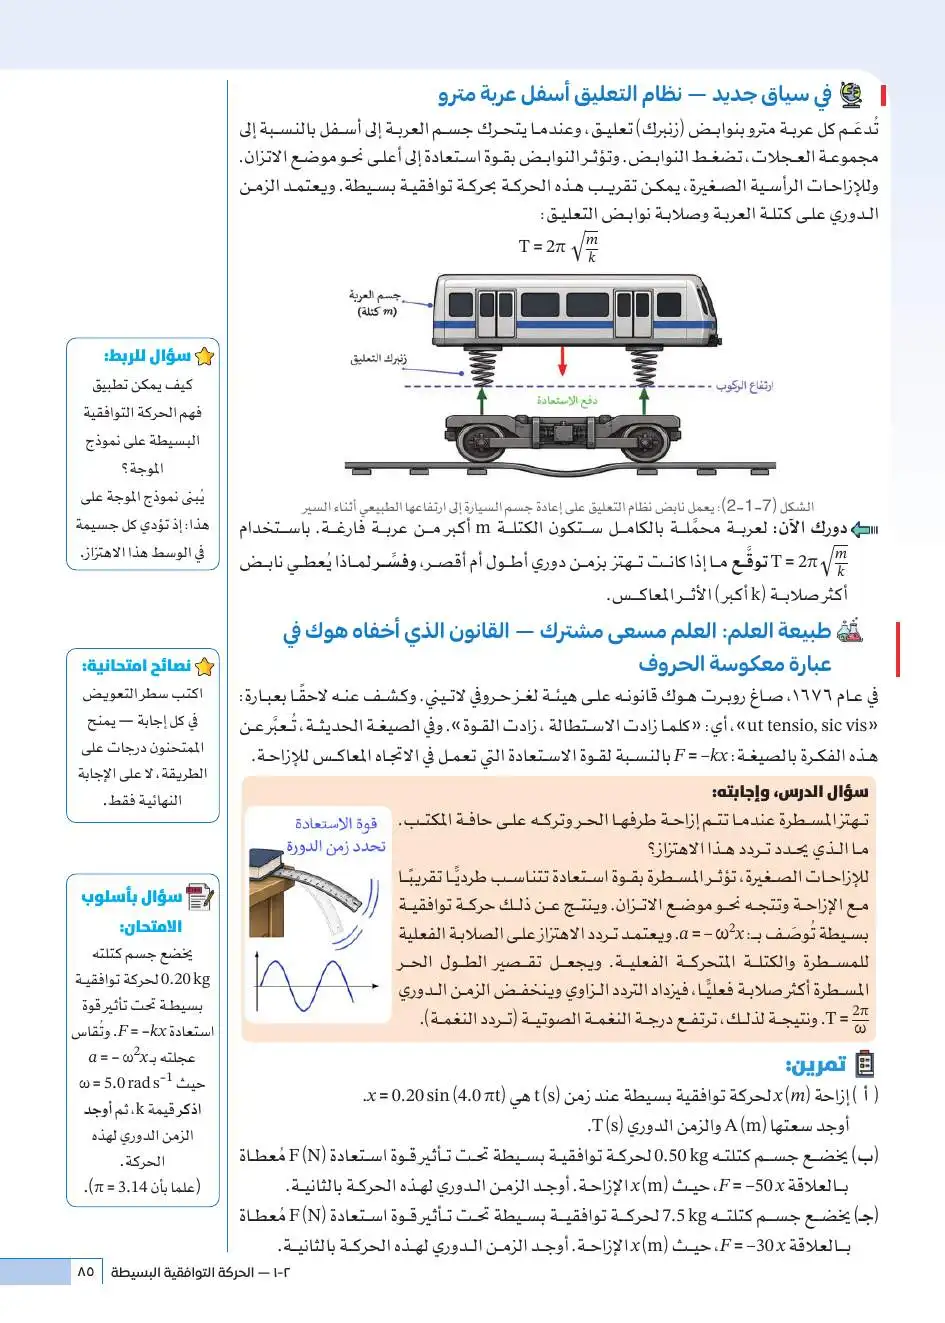 في سياق جديد — نظام التعليق أسفل عربة مترو
تُدعَم كل عربة مترو بنوابض (زنبرك) تعليق، وعندما يتحرك جسم العربة إلى أسفل بالنسبة إلى
مجموعة العجلات، تضغط النوابض. وتؤثر النوابض بقوة استعادة إلى أعلى نحو موضع الاتزان.
وللإزاحات الرأسية الصغيرة، يمكن تقريب هذه الحركة بحركة توافقية بسيطة. ويعتمد الزمن
الدوري على كتلة العربة وصلابة نوابض التعليق:
T = 2π √(m/k)
جسم العربة
(m كتلة)
زنبرك التعليق
ارتفاع الركوب
دفع الاستعادة
الشكل (7-1-2): يعمل نابض نظام التعليق على إعادة جسم السيارة إلى ارتفاعها الطبيعي أثناء السير
دورك الآن: لعربة محمَّلة بالكامل ستكون الكتلة m أكبر من عربة فارغة. باستخدام
T = 2π √(m/k) توقَّع ما إذا كانت تهتز بزمن دوري أطول أم أقصر، وفسِّر لماذا يُعطي نابض
أكثر صلابة (k أكبر) الأثر المعاكس.
طبيعة العلم: العلم مسعى مشترك — القانون الذي أخفاه هوك في
عبارة معكوسة الحروف
في عام ١٦٧٦، صاغ روبرت هوك قانونه على هيئة لغز حروفي لاتيني. وكشف عنه لاحقًا بعبارة:
«ut tensio, sic vis»، أي: «كلما زادت الاستطالة، زادت القوة». وفي الصيغة الحديثة، تُعبَّر عن
هذه الفكرة بالصيغة: F = −kx بالنسبة لقوة الاستعادة التي تعمل في الاتجاه المعاكس للإزاحة.
سؤال الدرس، وإجابته:
تهتز المسطرة عندما تتم إزاحة طرفها الحر وتركه على حافة المكتب.
ما الذي يحدد تردد هذا الاهتزاز؟
للإزاحات الصغيرة، تؤثر المسطرة بقوة استعادة تتناسب طرديًّا تقريبًا
مع الإزاحة وتتجه نحو موضع الاتزان. وينتج عن ذلك حركة توافقية
بسيطة تُوصَف بـ: a = − ω²x. ويعتمد تردد الاهتزاز على الصلابة الفعلية
للمسطرة والكتلة المتحركة الفعلية. ويجعل تقصير الطول الحر
المسطرة أكثر صلابة فعليًّا، فيزداد التردد الزاوي وينخفض الزمن الدوري
T = 2π/ω. ونتيجة لذلك، ترتفع درجة النغمة الصوتية (تردد النغمة).
قوة الاستعادة
تحدد زمن الدورة
تمرين:
(أ) إزاحة x (m) لحركة توافقية بسيطة عند زمن t (s) هي x = 0.20 sin (4.0 πt).
أوجد سعتها A (m) والزمن الدوري T (s).
(ب) يخضع جسم كتلته 0.50 kg لحركة توافقية بسيطة تحت تأثير قوة استعادة F (N) مُعطاة
بالعلاقة F = −50 x، حيث x (m) الإزاحة. أوجد الزمن الدوري لهذه الحركة بالثانية.
(جـ) يخضع جسم كتلته 7.5 kg لحركة توافقية بسيطة تحت تأثير قوة استعادة F (N) مُعطاة
بالعلاقة F = −30 x، حيث x (m) الإزاحة. أوجد الزمن الدوري لهذه الحركة بالثانية.
سؤال للربط:
كيف يمكن تطبيق
فهم الحركة التوافقية
البسيطة على نموذج
الموجة؟
يُبنى نموذج الموجة على
هذا: إذ تؤدي كل جسيمة
في الوسط هذا الاهتزاز.
نصائح امتحانية:
اكتب سطر التعويض
في كل إجابة — يمنح
الممتحنون درجات على
الطريقة، لا على الإجابة
النهائية فقط.
سؤال بأسلوب
الامتحان:
يخضع جسم كتلته
0.20 kg لحركة توافقية
بسيطة تحت تأثير قوة
استعادة F = −kx. وتُقاس
عجلته بـ a = − ω²x
حيث ω = 5.0 rad s⁻¹
اذكر قيمة k، ثم أوجد
الزمن الدوري لهذه
الحركة.
(علما بأن π = 3.14).
٢-١ — الحركة التوافقية البسيطة
٨٥